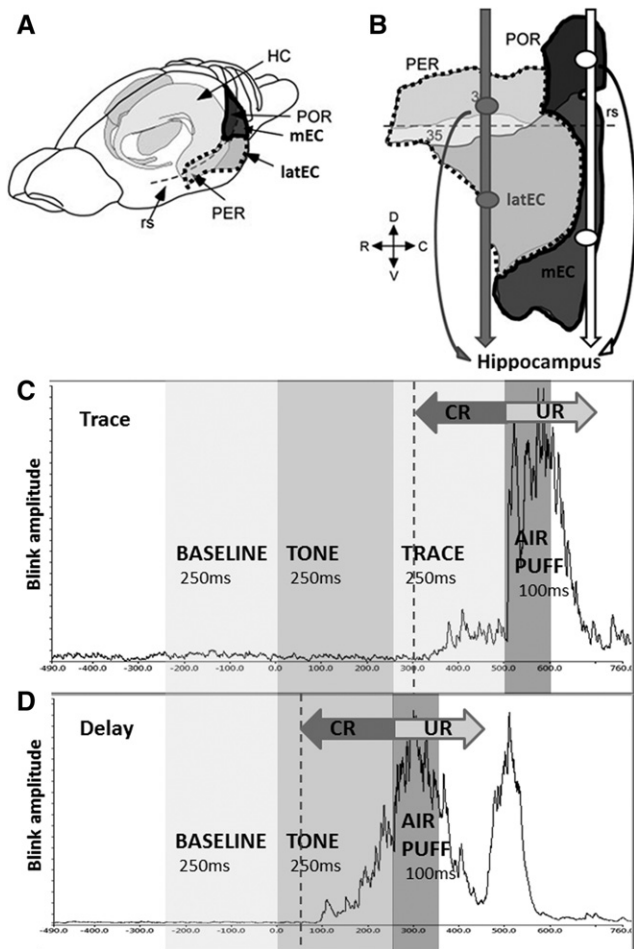 A
HC
POR
mEC
latEC
PER
rs
B
POR
PER
3
rs
35
latEC
D
R C
V
mEC
Hippocampus
C
Trace
CR UR
Blink amplitude
BASELINE TONE TRACE AIR PUFF
250ms 250ms 250ms 100ms
-490.0 -400.0 -300.0 -200.0 -100.0 0.0 100.0 200.0 300.0 400.0 500.0 600.0 760.0
D
Delay
CR UR
Blink amplitude
BASELINE TONE AIR PUFF
250ms 250ms 100ms
-490.0 -400.0 -300.0 -200.0 -100.0 0.0 100.0 200.0 300.0 400.0 500.0 600.0 760.0